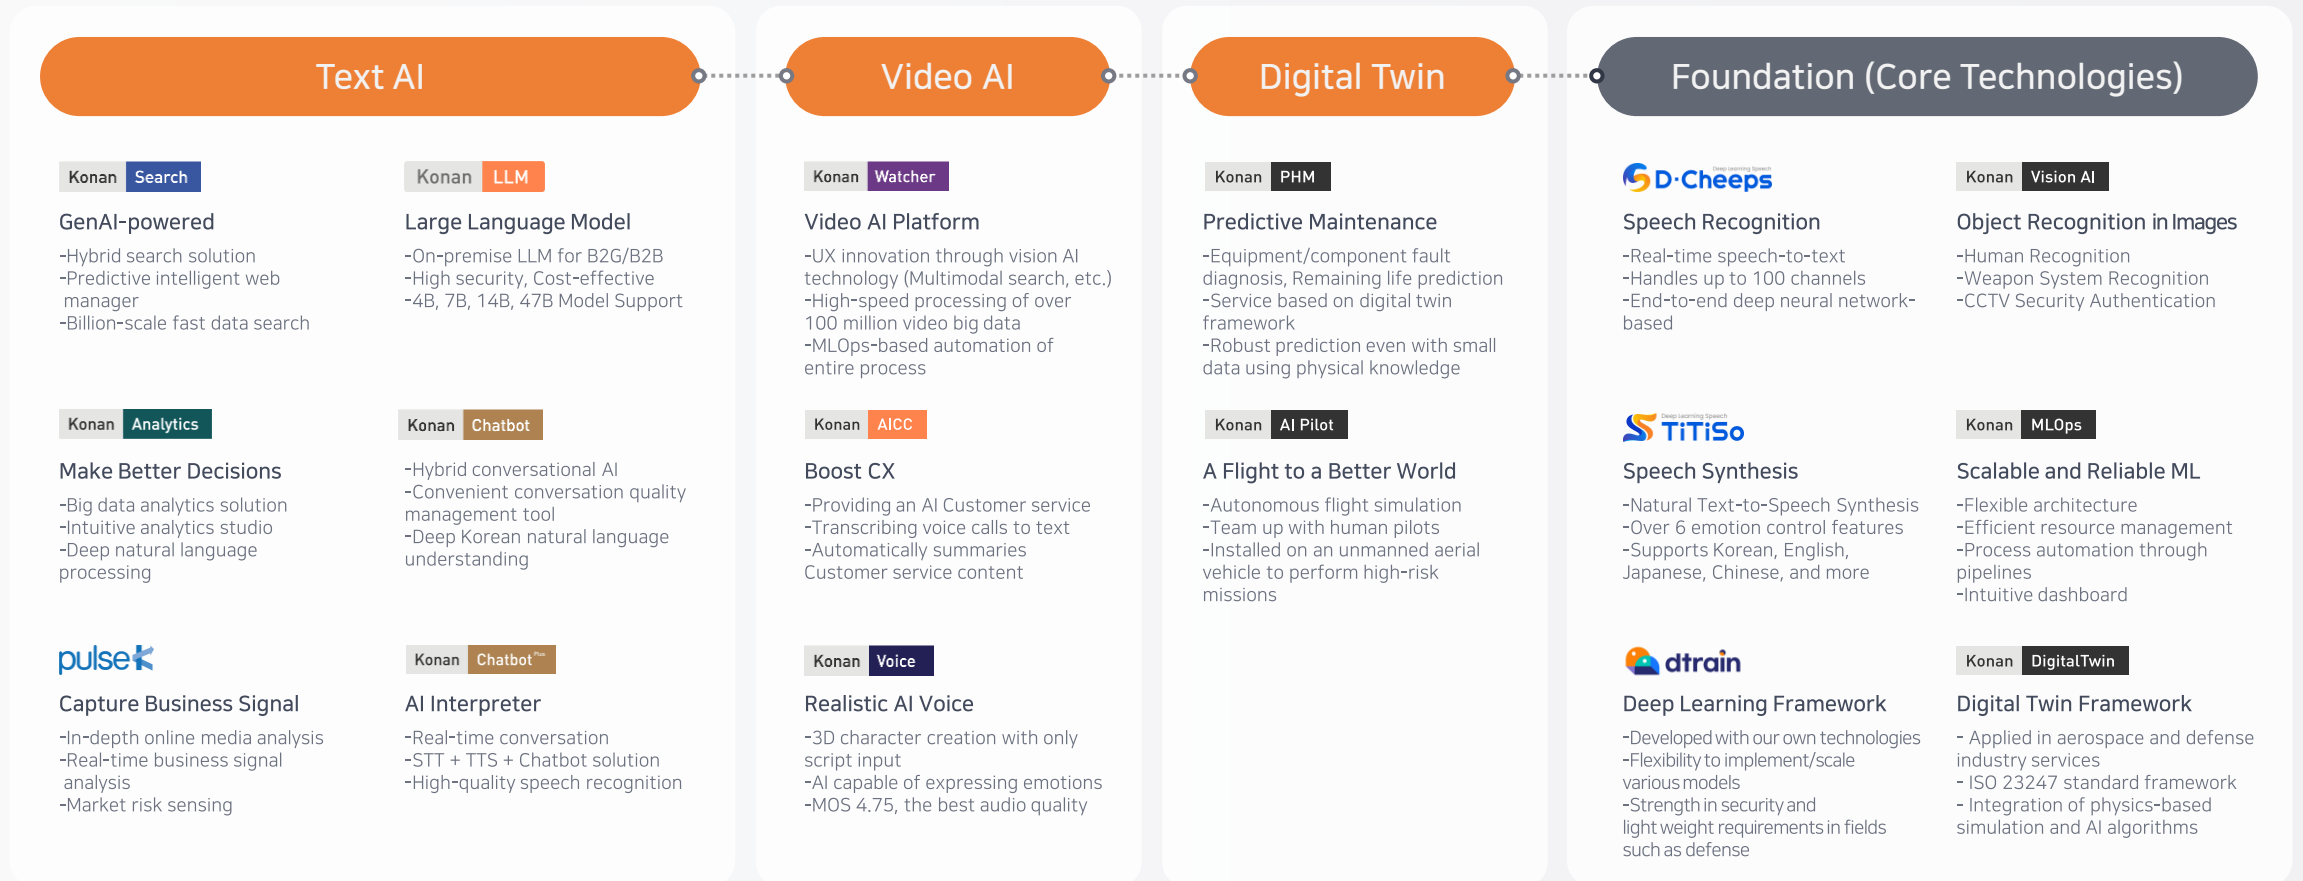 Text AI
Konan Search
GenAI-powered
-Hybrid search solution
-Predictive intelligent web
manager
-Billion-scale fast data search
Konan LLM
Large Language Model
-On-premise LLM for B2G/B2B
-High security, Cost-effective
-4B, 7B, 14B, 47B Model Support
Konan Analytics
Make Better Decisions
-Big data analytics solution
-Intuitive analytics studio
-Deep natural language
processing
Konan Chatbot
-Hybrid conversational AI
-Convenient conversation quality
management tool
-Deep Korean natural language
understanding
pulseK
Capture Business Signal
-In-depth online media analysis
-Real-time business signal
analysis
-Market risk sensing
Konan Chatbot Plus
AI Interpreter
-Real-time conversation
-STT + TTS + Chatbot solution
-High-quality speech recognition
Video AI
Konan Watcher
Video AI Platform
-UX innovation through vision AI
technology (Multimodal search, etc.)
-High-speed processing of over
100 million video big data
-MLOps-based automation of
entire process
Konan AICC
Boost CX
-Providing an AI Customer service
-Transcribing voice calls to text
-Automatically summaries
Customer service content
Konan Voice
Realistic AI Voice
-3D character creation with only
script input
-AI capable of expressing emotions
-MOS 4.75, the best audio quality
Digital Twin
Konan PHM
Predictive Maintenance
-Equipment/component fault
diagnosis, Remaining life prediction
-Service based on digital twin
framework
-Robust prediction even with small
data using physical knowledge
Konan AI Pilot
A Flight to a Better World
-Autonomous flight simulation
-Team up with human pilots
-Installed on an unmanned aerial
vehicle to perform high-risk
missions
Foundation (Core Technologies)
Deep Learning Speech
D·Cheeps
Speech Recognition
-Real-time speech-to-text
-Handles up to 100 channels
-End-to-end deep neural network-
based
Konan Vision AI
Object Recognition in Images
-Human Recognition
-Weapon System Recognition
-CCTV Security Authentication
Deep Learning Speech
TiTiSo
Speech Synthesis
-Natural Text-to-Speech Synthesis
-Over 6 emotion control features
-Supports Korean, English,
Japanese, Chinese, and more
Konan MLOps
Scalable and Reliable ML
-Flexible architecture
-Efficient resource management
-Process automation through
pipelines
-Intuitive dashboard
dtrain
Deep Learning Framework
-Developed with our own technologies
-Flexibility to implement/scale
various models
-Strength in security and
light weight requirements in fields
such as defense
Konan DigitalTwin
Digital Twin Framework
- Applied in aerospace and defense
industry services
- ISO 23247 standard framework
- Integration of physics-based
simulation and AI algorithms